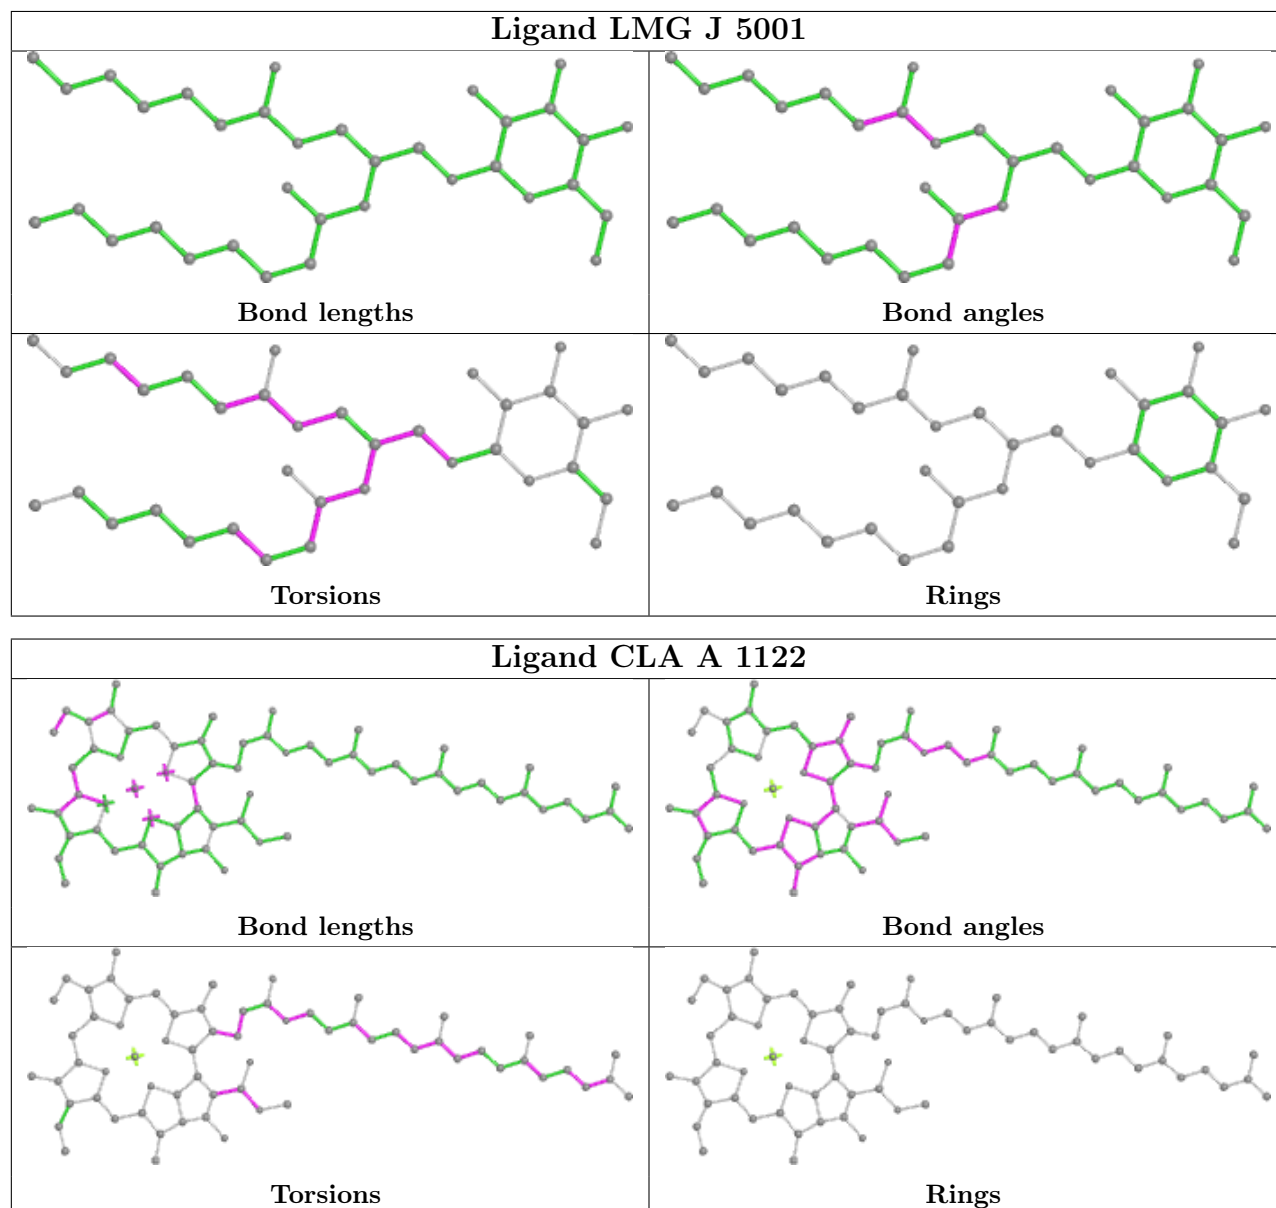 Ligand LMG J 5001
Bond lengths
Bond angles
Torsions
Rings
Ligand CLA A 1122
Bond lengths
Bond angles
Torsions
Rings